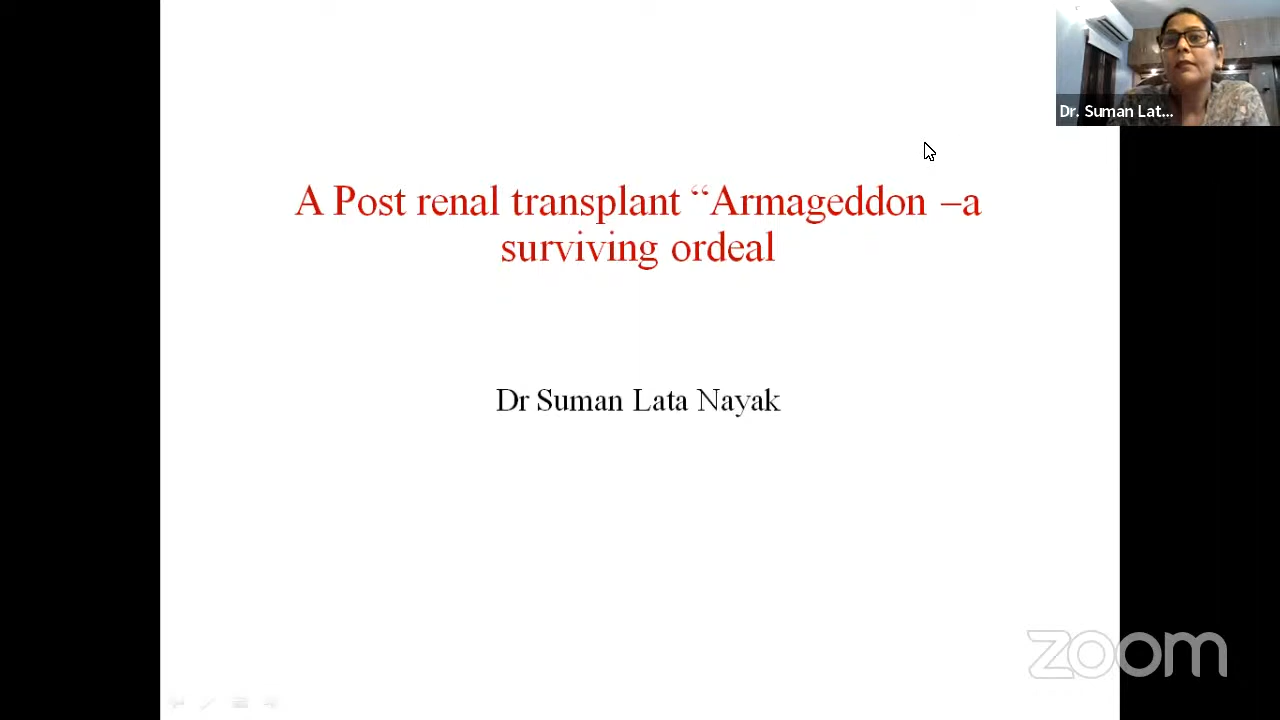 Dr. Suman Lat...
A Post renal transplant “Armageddon –a
surviving ordeal
Dr Suman Lata Nayak
zoom